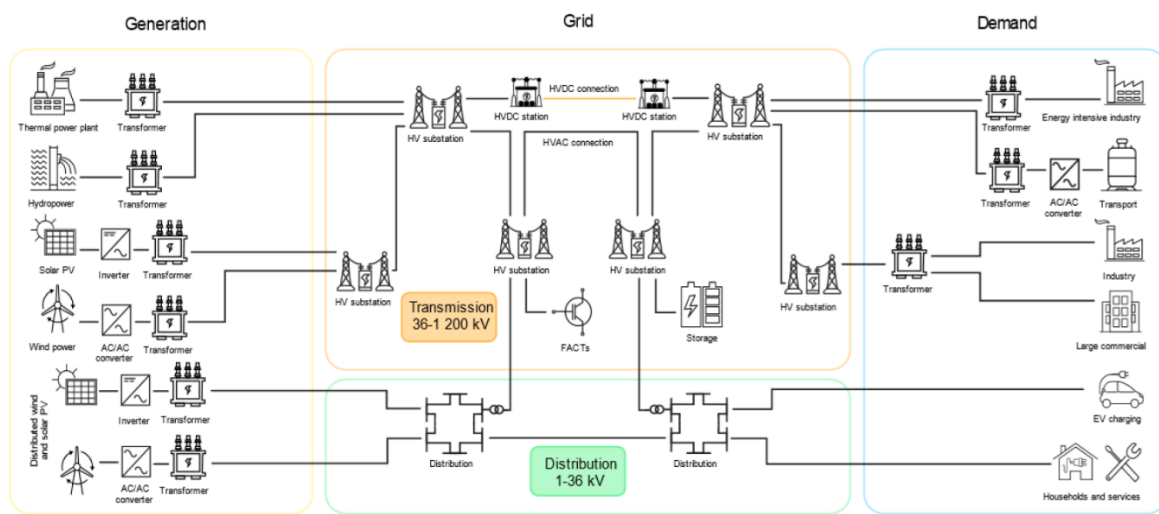 Generation
Grid
Demand
Thermal power plant
Transformer
HV substation
HVDC station
HVDC connection
HVDC station
HV substation
Transformer
Energy intensive industry
HVAC connection
Hydropower
Transformer
Transformer
AC/AC
converter
Transport
Solar PV
Inverter
Transformer
HV substation
HV substation
HV substation
HV substation
Transformer
Industry
Transmission
36-1 200 kV
Wind power
AC/AC
converter
Transformer
FACTs
Storage
Large commercial
Distributed wind
and solar PV
Inverter
Transformer
EV charging
AC/AC
converter
Transformer
Distribution
Distribution
1-36 kV
Distribution
Households and services